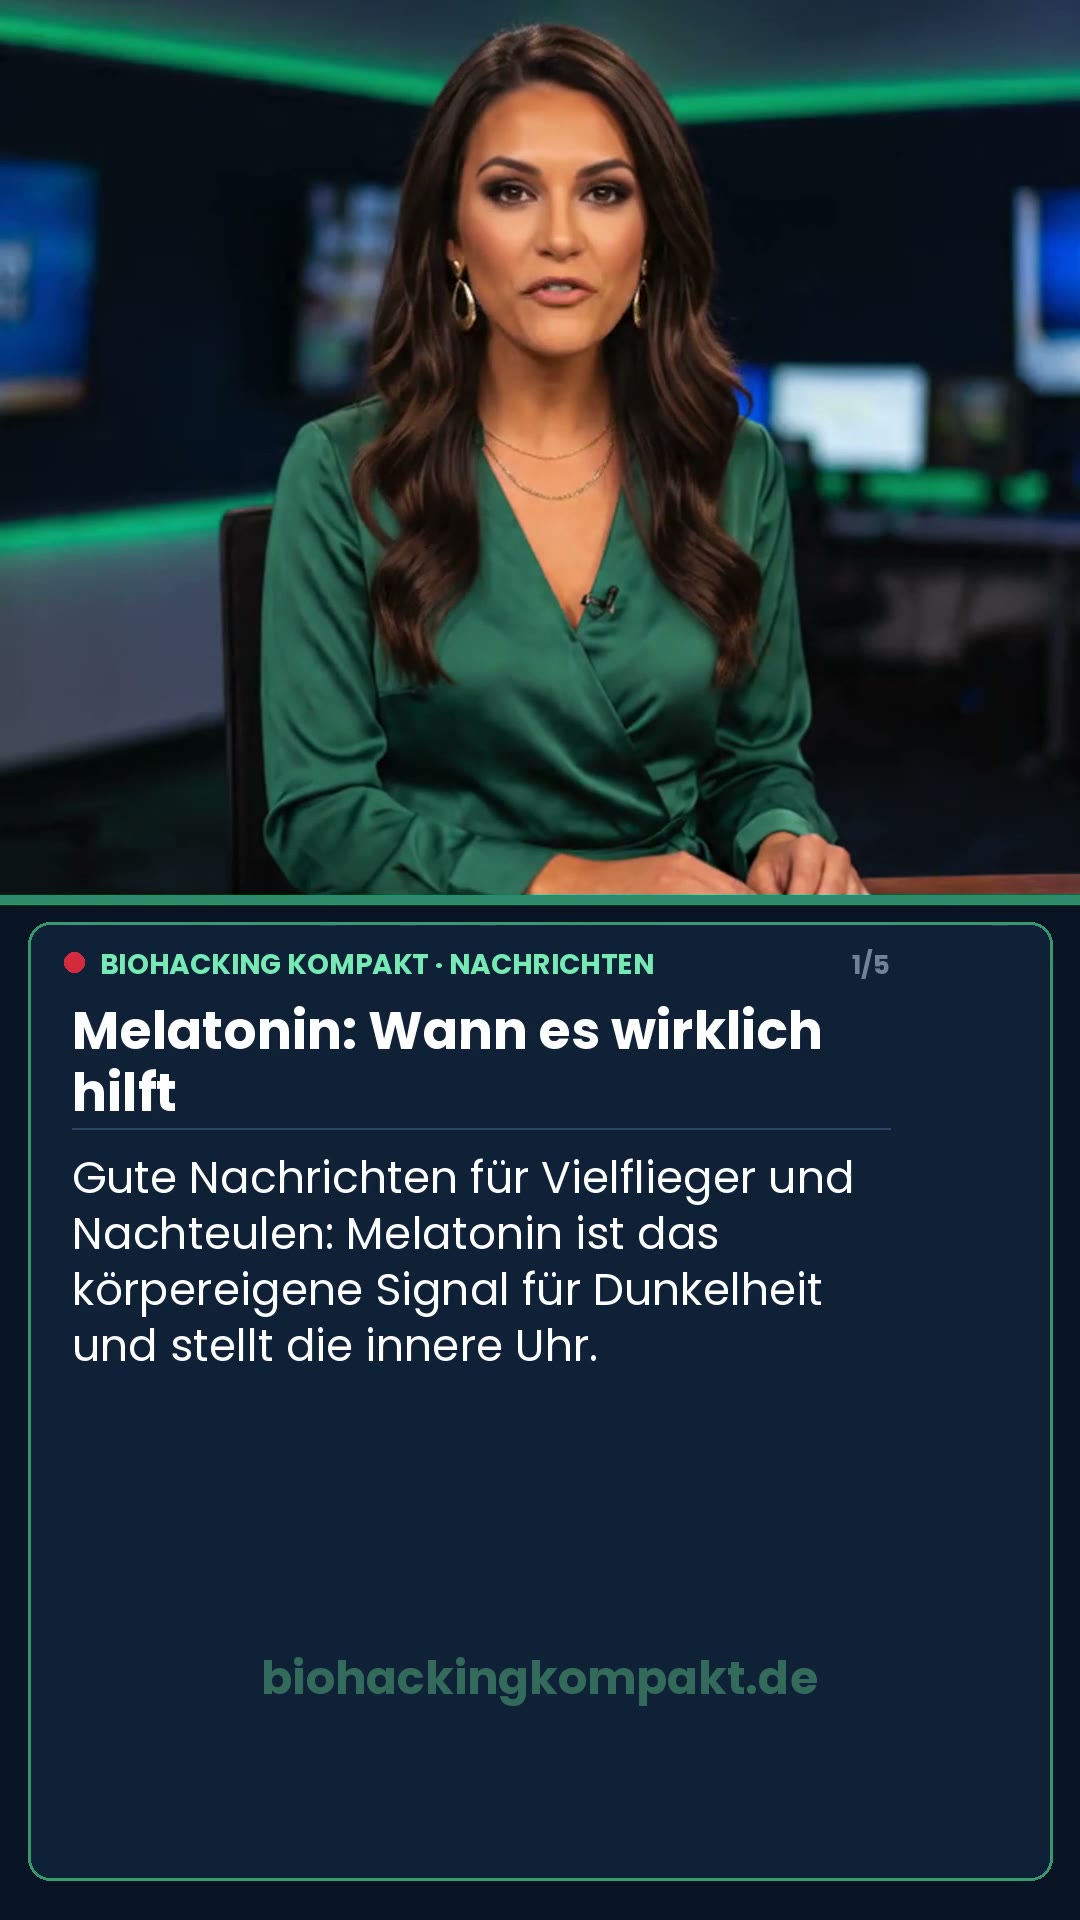 BIOHACKING KOMPAKT · NACHRICHTEN 1/5
Melatonin: Wann es wirklich
hilft
Gute Nachrichten für Vielflieger und
Nachteulen: Melatonin ist das
körpereigene Signal für Dunkelheit
und stellt die innere Uhr.
biohackingkompakt.de